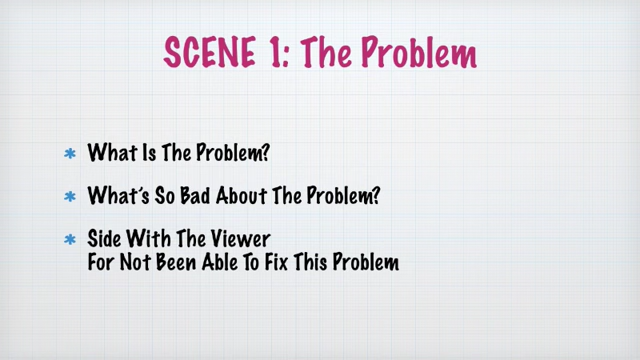 SCENE 1: The Problem
What Is The Problem?
What's So Bad About The Problem?
Side With The Viewer
For Not Been Able To Fix This Problem